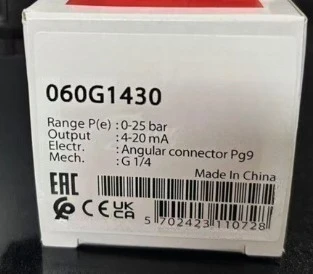 060G1430
Range P(e) : 0-25 bar
Output : 4-20 mA
Electr. : Angular connector Pg9
Mech. : G 1/4
Made in China
EAC
CE UK CA
5 702423 110728